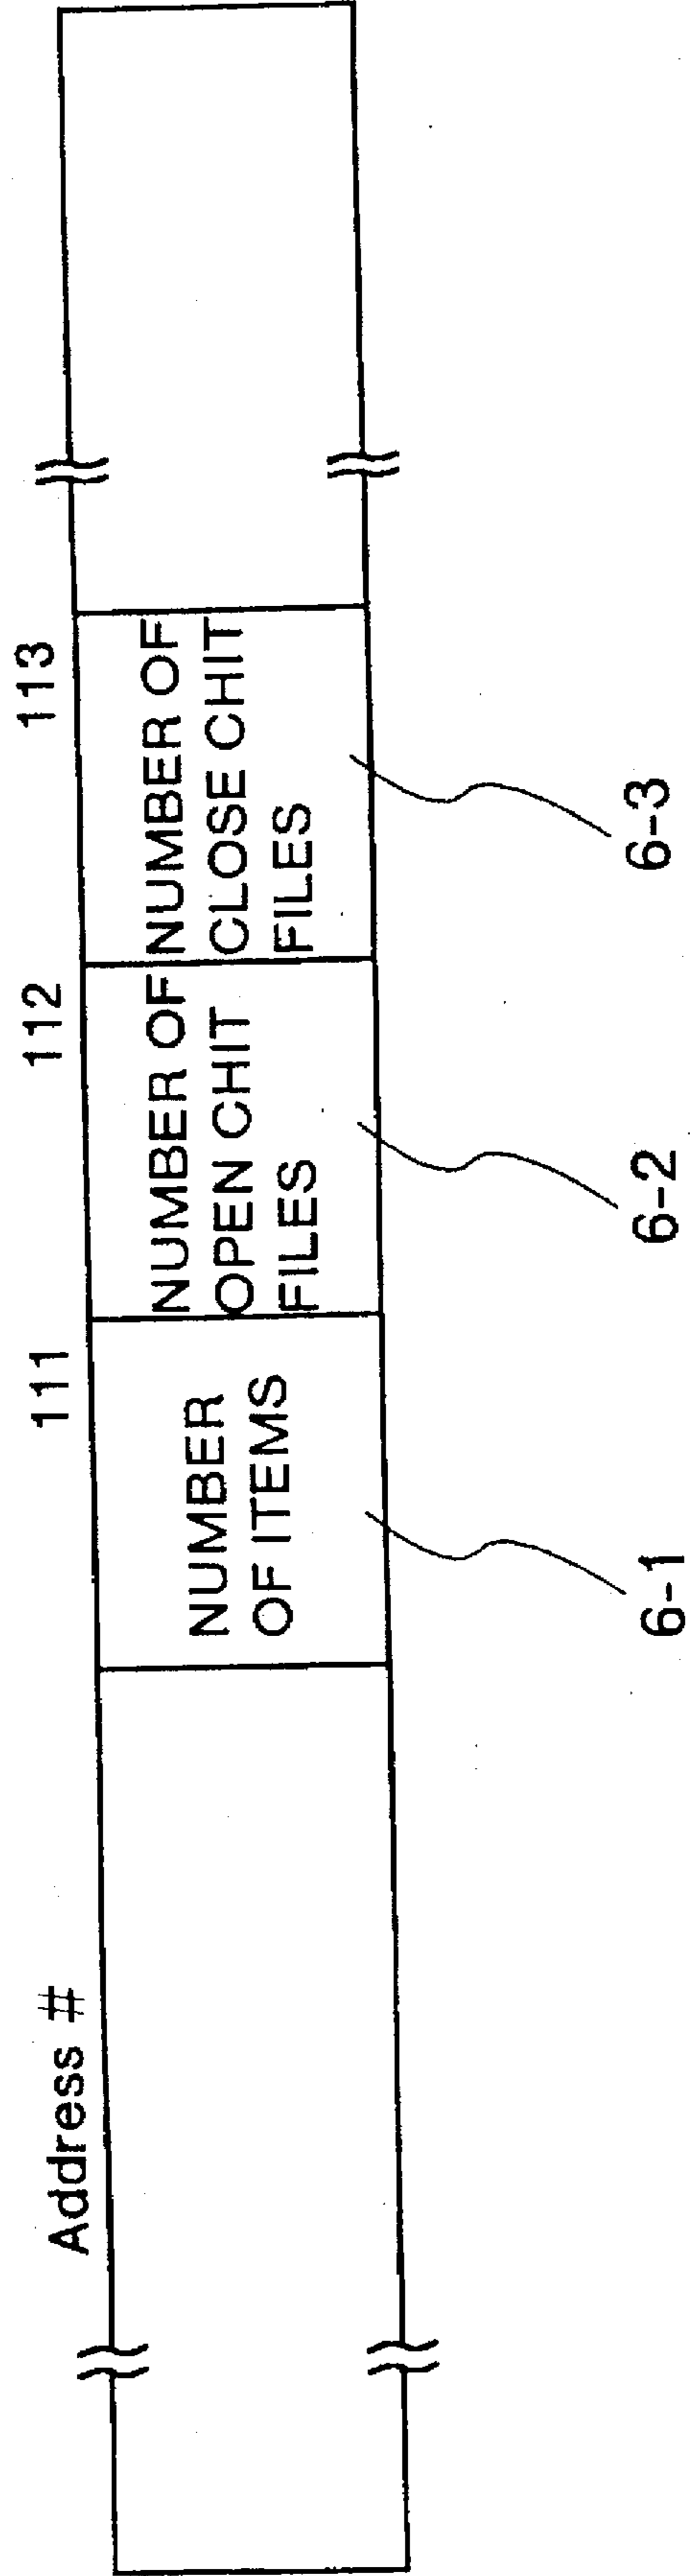 Address #
111
112
113
NUMBER
OF ITEMS
NUMBER OF
OPEN CHIT
FILES
NUMBER OF
CLOSE CHIT
FILES
6-1
6-2
6-3